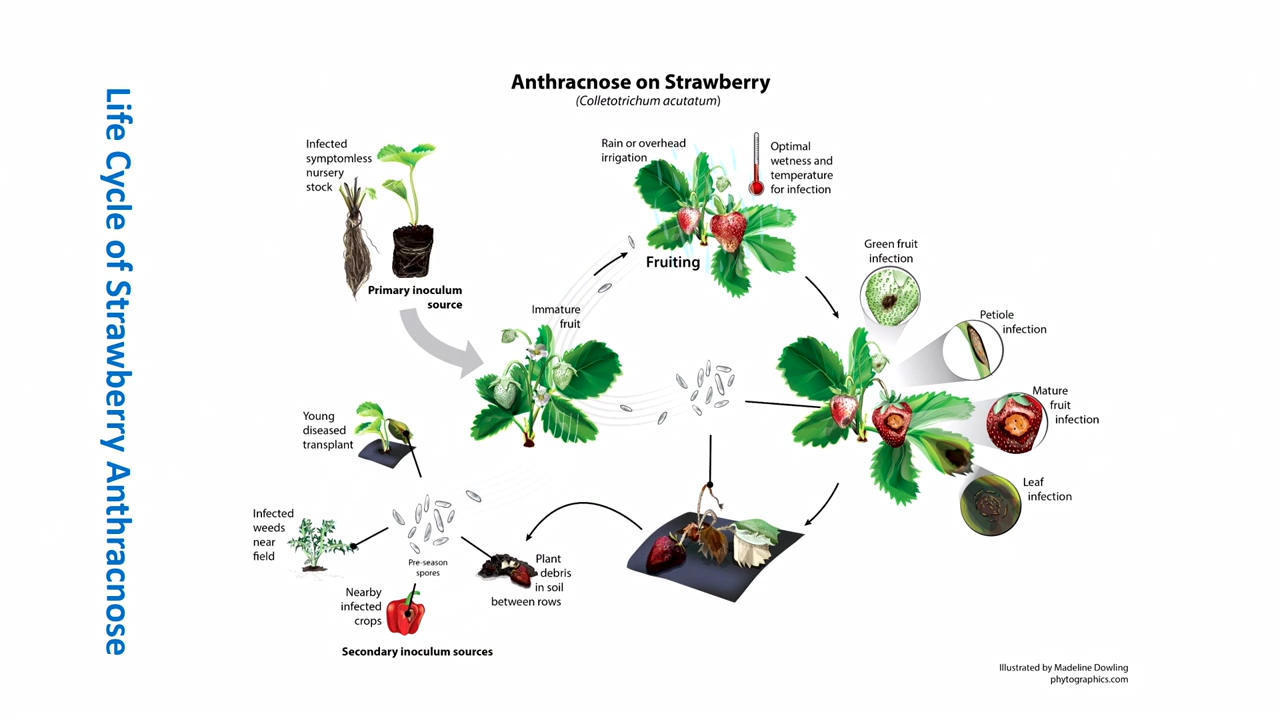 Life Cycle of Strawberry Anthracnose
Anthracnose on Strawberry
(Colletotrichum acutatum)
Infected
symptomless
nursery
stock
Primary inoculum
source
Rain or overhead
irrigation
Optimal
wetness and
temperature
for infection
Fruiting
Immature
fruit
Green fruit
infection
Petiole
infection
Mature
fruit
infection
Leaf
infection
Young
diseased
transplant
Infected
weeds
near
field
Pre-season
spores
Nearby
infected
crops
Plant
debris
in soil
between rows
Secondary inoculum sources
Illustrated by Madeline Dowling
phytographics.com